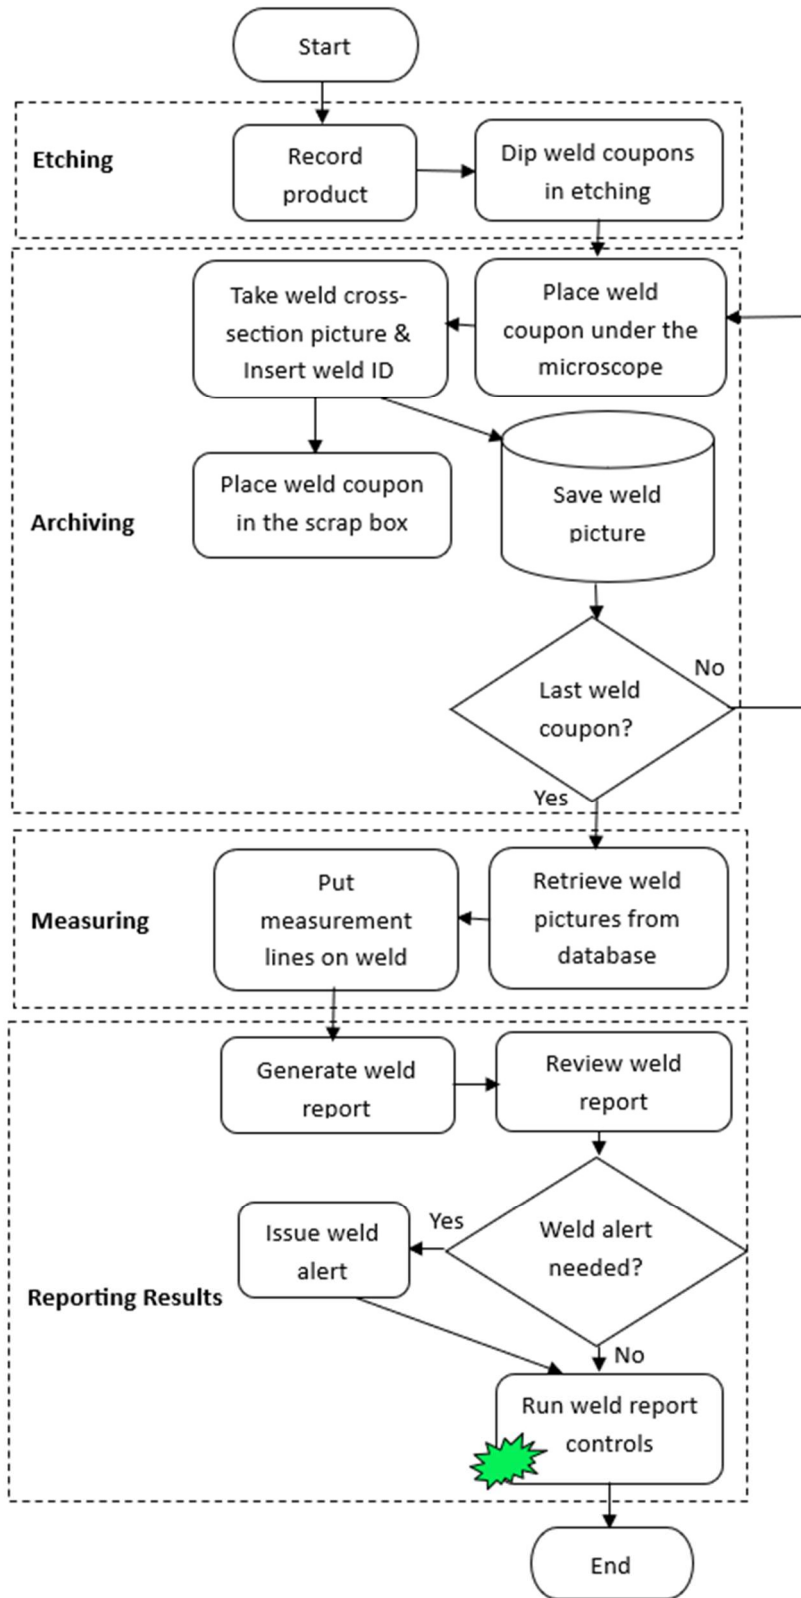 Start
Etching
Record
product
Dip weld coupons
in etching
Archiving
Take weld cross-
section picture &
Insert weld ID
Place weld
coupon under the
microscope
Place weld coupon
in the scrap box
Save weld
picture
Last weld
coupon?
No
Yes
Measuring
Put
measurement
lines on weld
Retrieve weld
pictures from
database
Reporting Results
Generate weld
report
Review weld
report
Issue weld
alert
Yes
Weld alert
needed?
No
Run weld report
controls
End